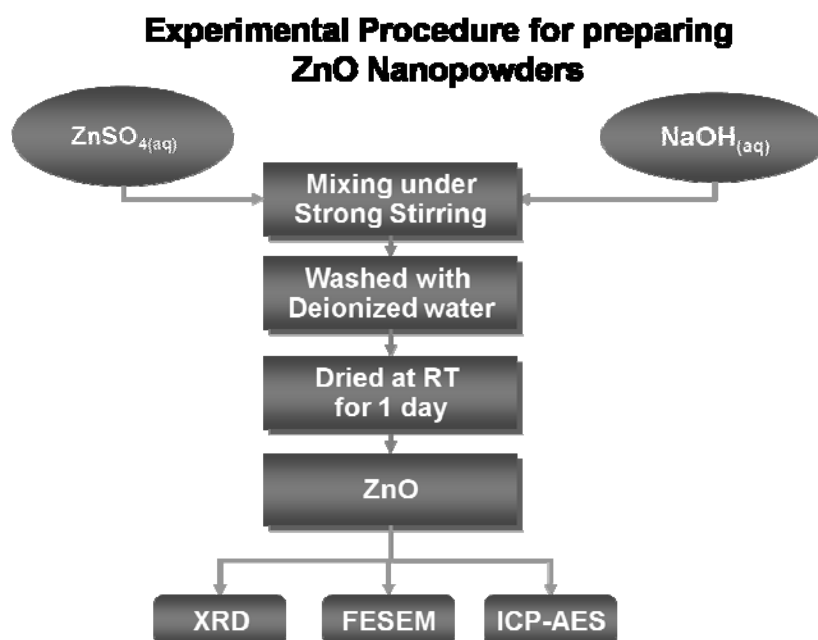 Experimental Procedure for preparing
ZnO Nanopowders
ZnSO4(aq)
NaOH(aq)
Mixing under
Strong Stirring
Washed with
Deionized water
Dried at RT
for 1 day
ZnO
XRD
FESEM
ICP-AES